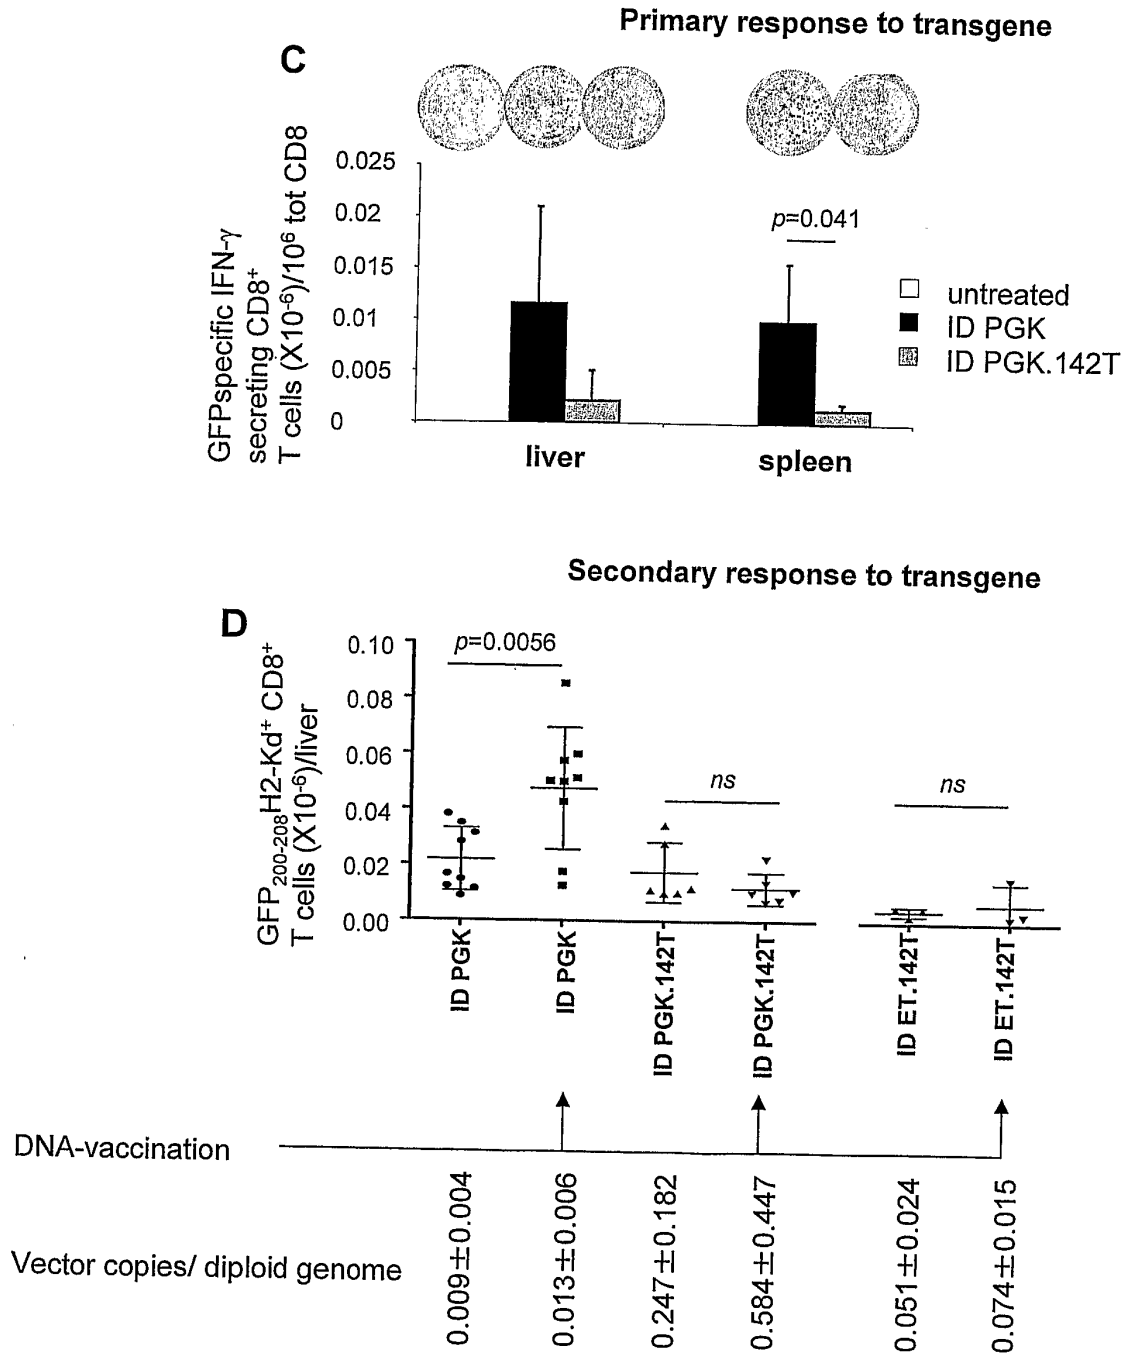 Primary response to transgene
C
GFPspecific IFN-γ
secreting CD8⁺
T cells (X10⁻⁶)/10⁶ tot CD8
0.025
0.02
0.015
0.01
0.005
0
p=0.041
untreated
ID PGK
ID PGK.142T
liver
spleen
Secondary response to transgene
D
GFP₂₀₀₋₂₀₈H2-Kd⁺ CD8⁺
T cells (X10⁻⁶)/liver
0.10
0.08
0.06
0.04
0.02
0.00
p=0.0056
ns
ns
ID PGK
ID PGK
ID PGK.142T
ID PGK.142T
ID ET.142T
ID ET.142T
DNA-vaccination
Vector copies/ diploid genome
0.009±0.004
0.013±0.006
0.247±0.182
0.584±0.447
0.051±0.024
0.074±0.015